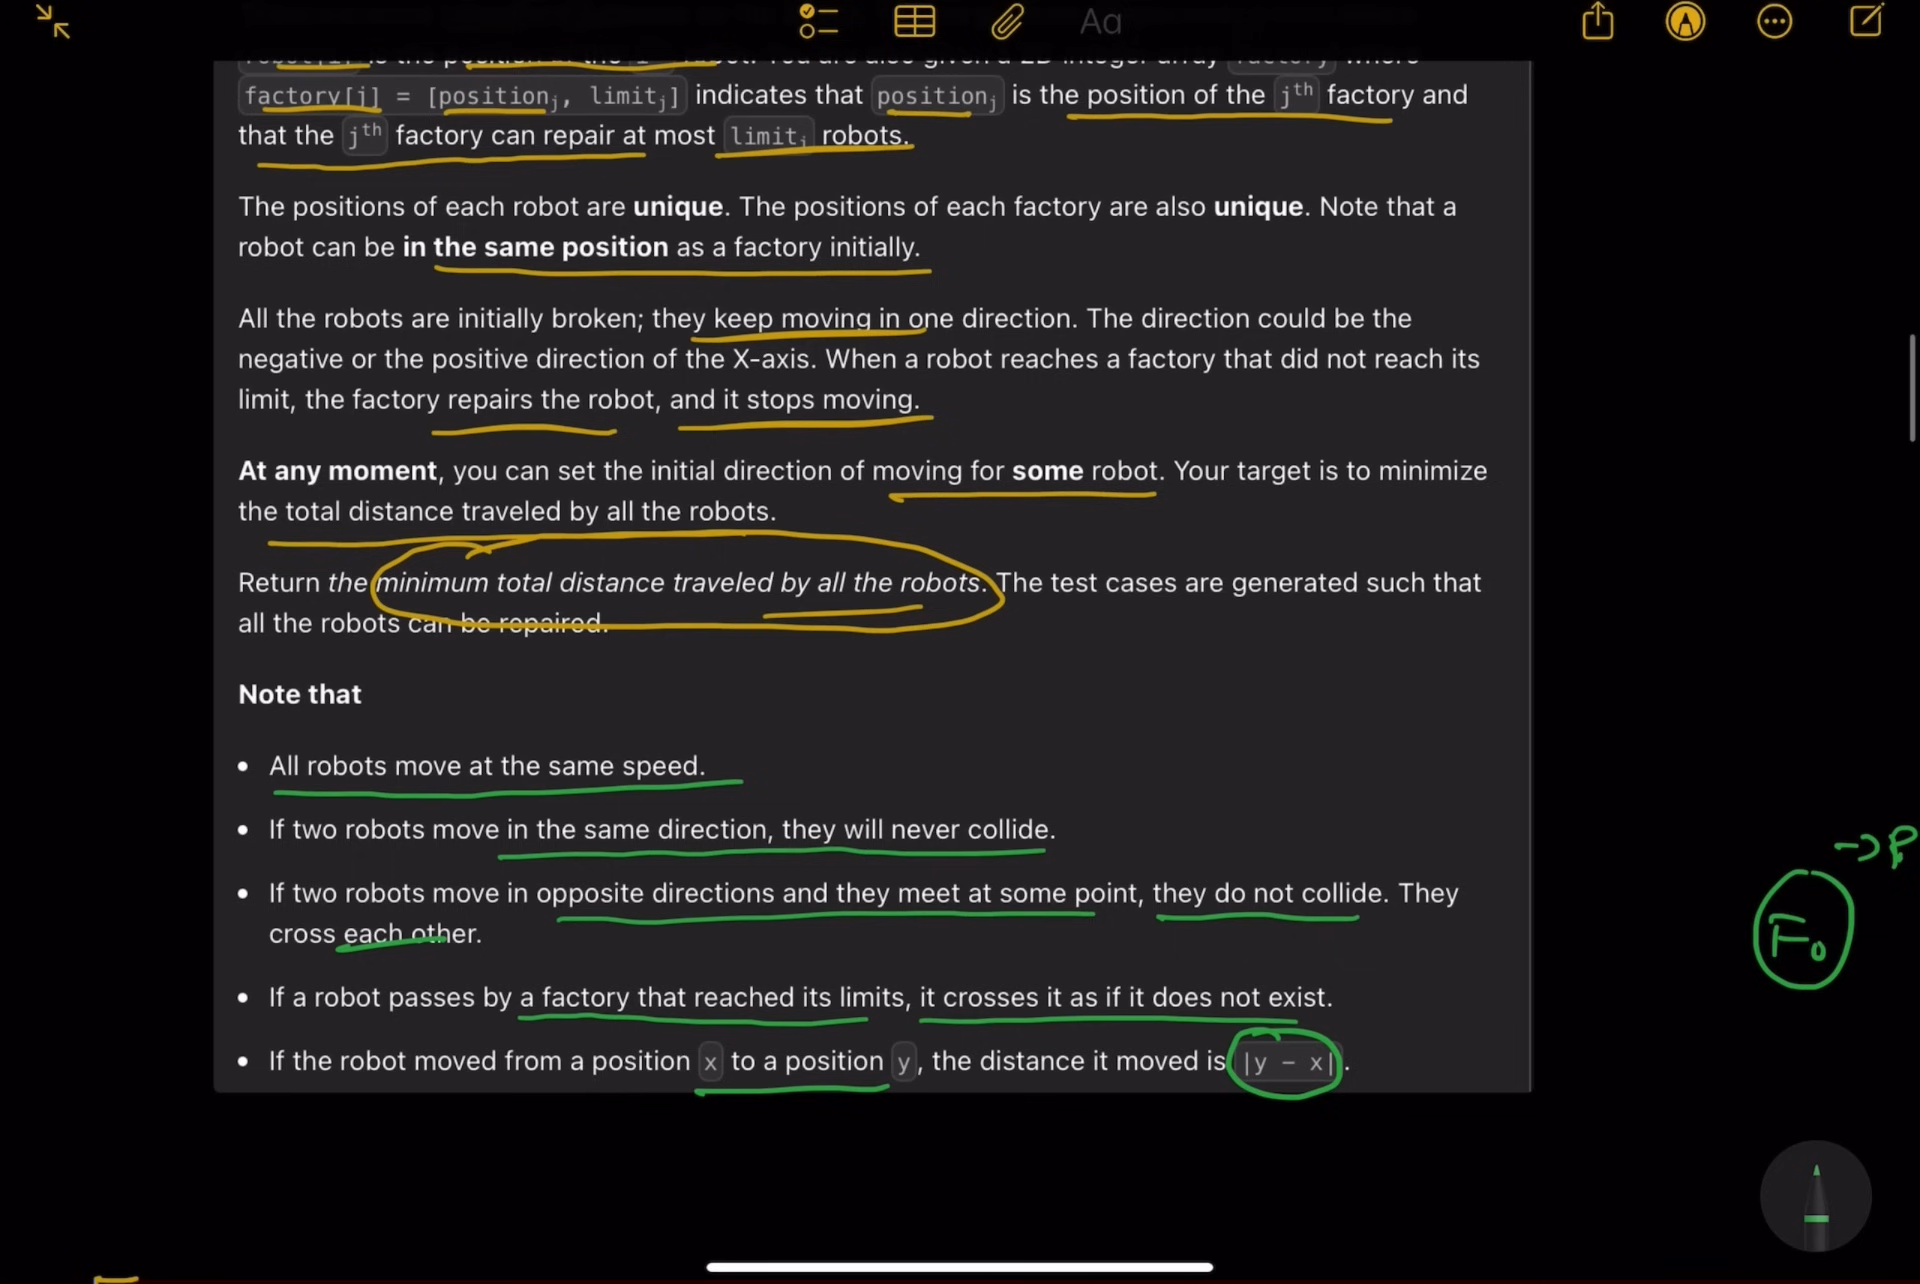 Aa
factory[j] = [positionj, limitj] indicates that positionj is the position of the jth factory and
that the jth factory can repair at most limitj robots.
The positions of each robot are unique. The positions of each factory are also unique. Note that a
robot can be in the same position as a factory initially.
All the robots are initially broken; they keep moving in one direction. The direction could be the
negative or the positive direction of the X-axis. When a robot reaches a factory that did not reach its
limit, the factory repairs the robot, and it stops moving.
At any moment, you can set the initial direction of moving for some robot. Your target is to minimize
the total distance traveled by all the robots.
Return the minimum total distance traveled by all the robots. The test cases are generated such that
all the robots can be repaired.
Note that
• All robots move at the same speed.
• If two robots move in the same direction, they will never collide.
• If two robots move in opposite directions and they meet at some point, they do not collide. They
cross each other.
• If a robot passes by a factory that reached its limits, it crosses it as if it does not exist.
• If the robot moved from a position x to a position y, the distance it moved is |y - x|.
→ P
F0